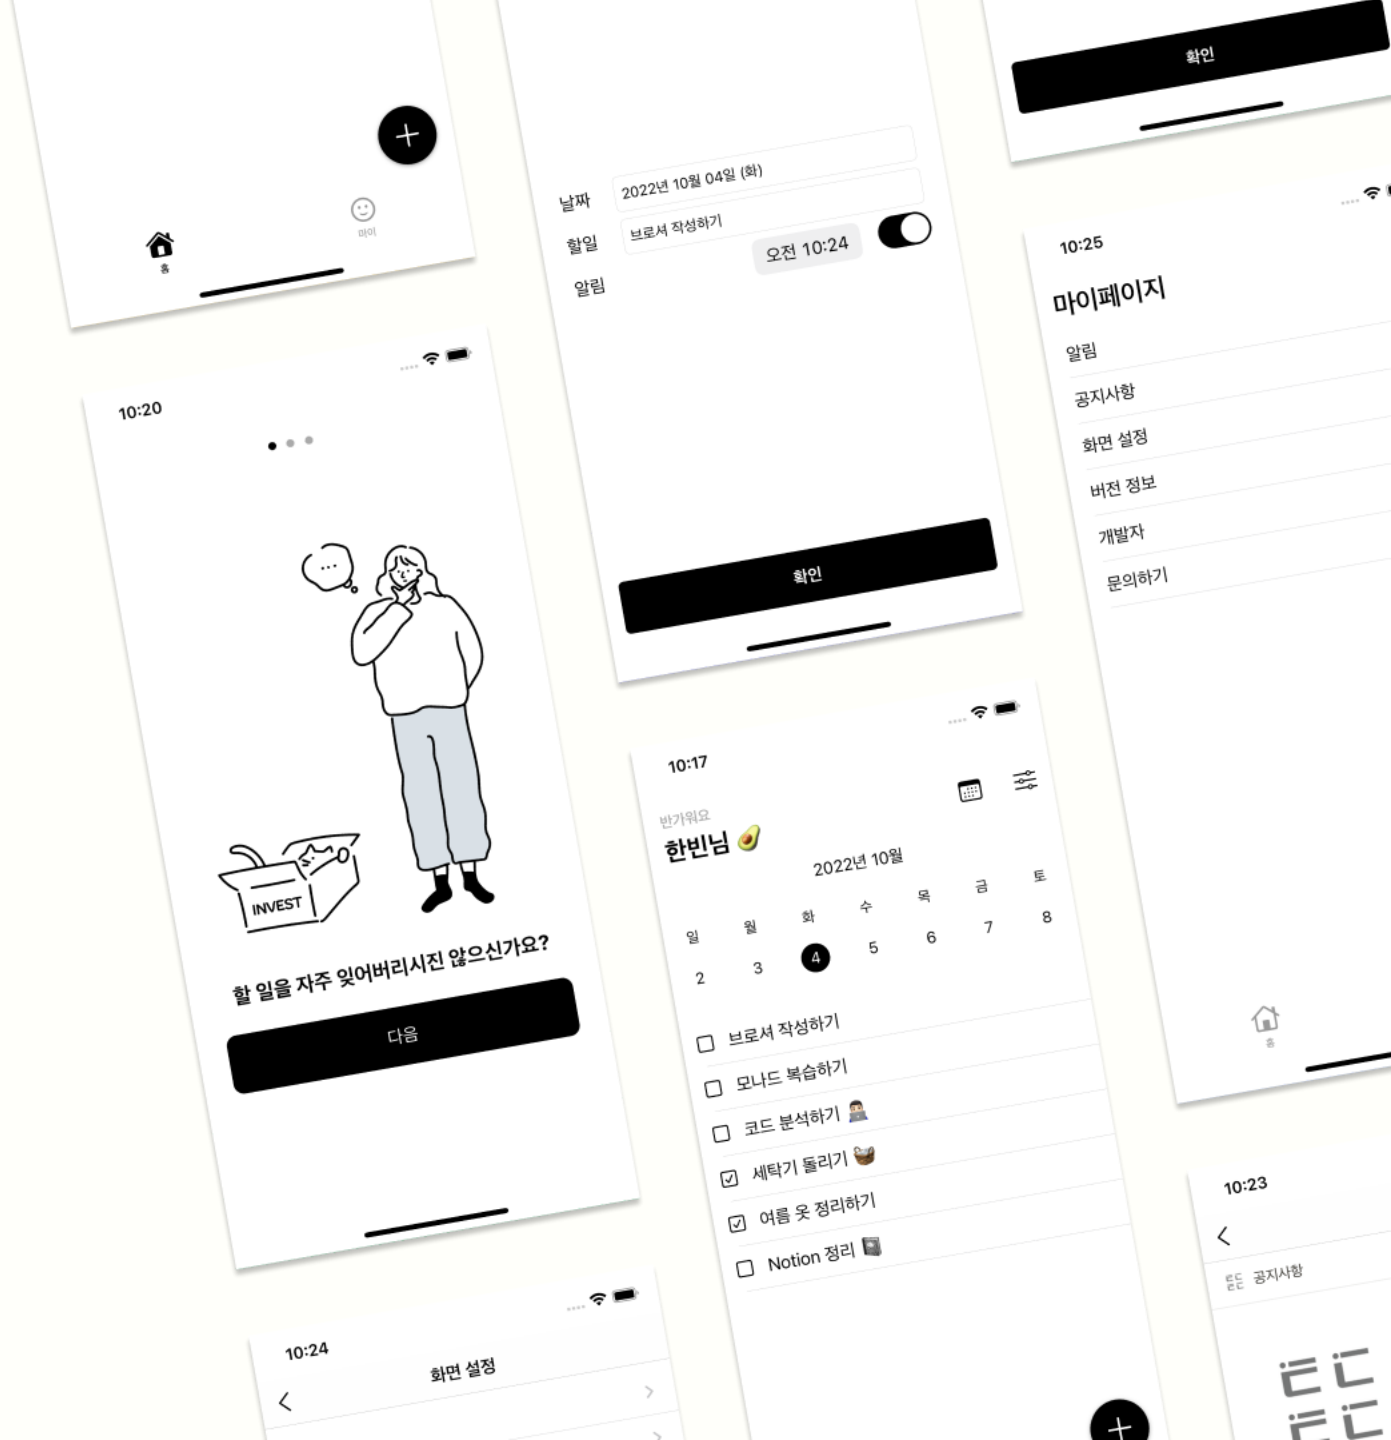 마이
홈
10:20
INVEST
할 일을 자주 잊어버리시진 않으신가요?
다음
10:24
화면 설정
날짜
2022년 10월 04일 (화)
할일
브로셔 작성하기
알림
오전 10:24
확인
10:17
반가워요
한빈님 🥑
2022년 10월
일 월 화 수 목 금 토
2 3 4 5 6 7 8
브로셔 작성하기
모나드 복습하기
코드 분석하기 👨🏻‍💻
세탁기 돌리기 🧺
여름 옷 정리하기
Notion 정리 📓
확인
10:25
마이페이지
알림
공지사항
화면 설정
버전 정보
개발자
문의하기
홈
10:23
공지사항